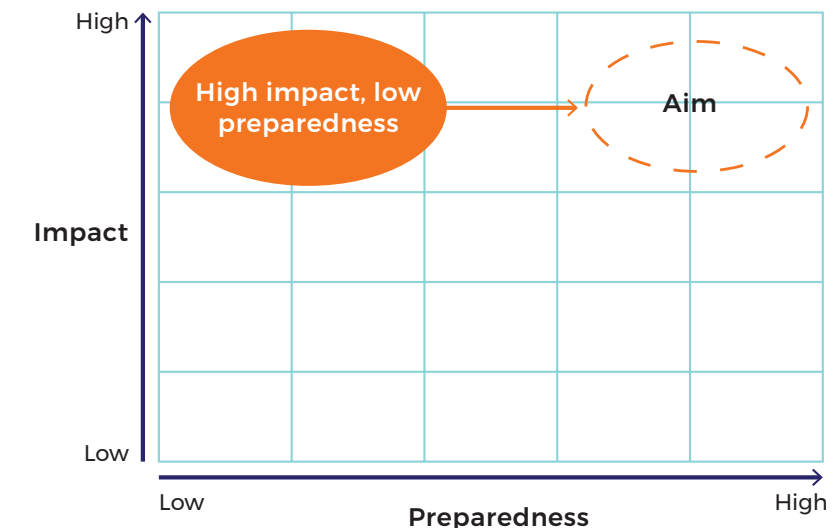 High
High impact, low
preparedness
Aim
Impact
Low
Low
High
Preparedness